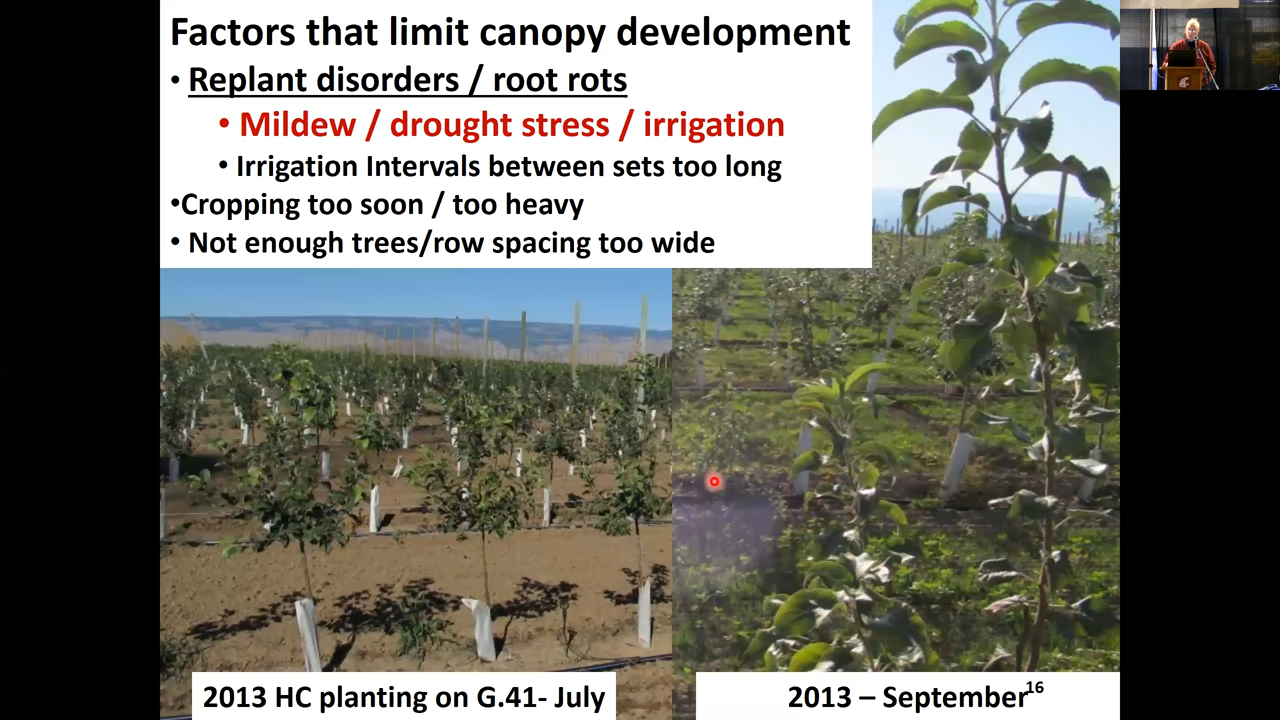 Factors that limit canopy development
• Replant disorders / root rots
• Mildew / drought stress / irrigation
• Irrigation Intervals between sets too long
•Cropping too soon / too heavy
• Not enough trees/row spacing too wide
2013 HC planting on G.41- July
2013 – September
16